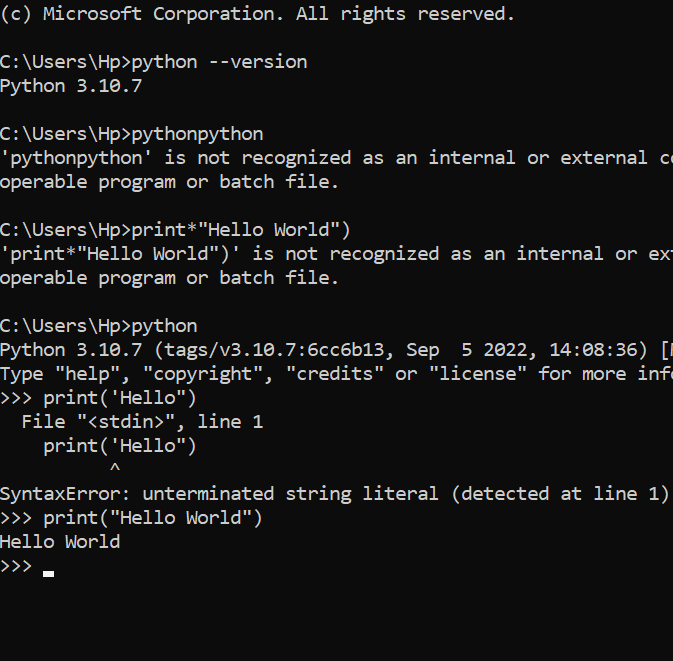 (c) Microsoft Corporation. All rights reserved.
C:\Users\Hp>python --version
Python 3.10.7
C:\Users\Hp>pythonpython
'pythonpython' is not recognized as an internal or external
operable program or batch file.
C:\Users\Hp>print*"Hello World")
'print*"Hello World")' is not recognized as an internal or
operable program or batch file.
C:\Users\Hp>python
Python 3.10.7 (tags/v3.10.7:6cc6b13, Sep  5 2022, 14:08:36) [
Type "help", "copyright", "credits" or "license" for more
>>> print('Hello")
  File "<stdin>", line 1
    print('Hello")
          ^
SyntaxError: unterminated string literal (detected at line 1)
>>> print("Hello World")
Hello World
>>>